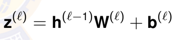 z^(ℓ) = h^(ℓ−1) W^(ℓ) + b^(ℓ)